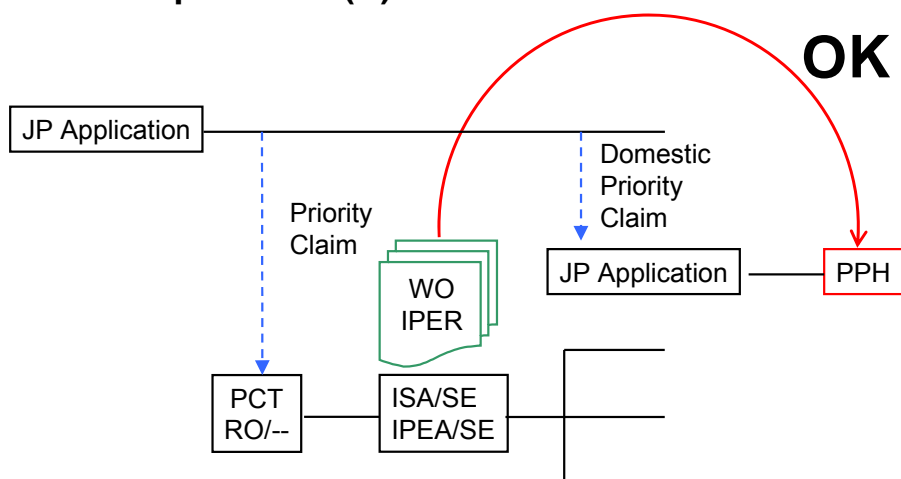 OK
JP Application
Domestic
Priority
Claim
Priority
Claim
JP Application
PPH
WO
IPER
PCT
RO/--
ISA/SE
IPEA/SE